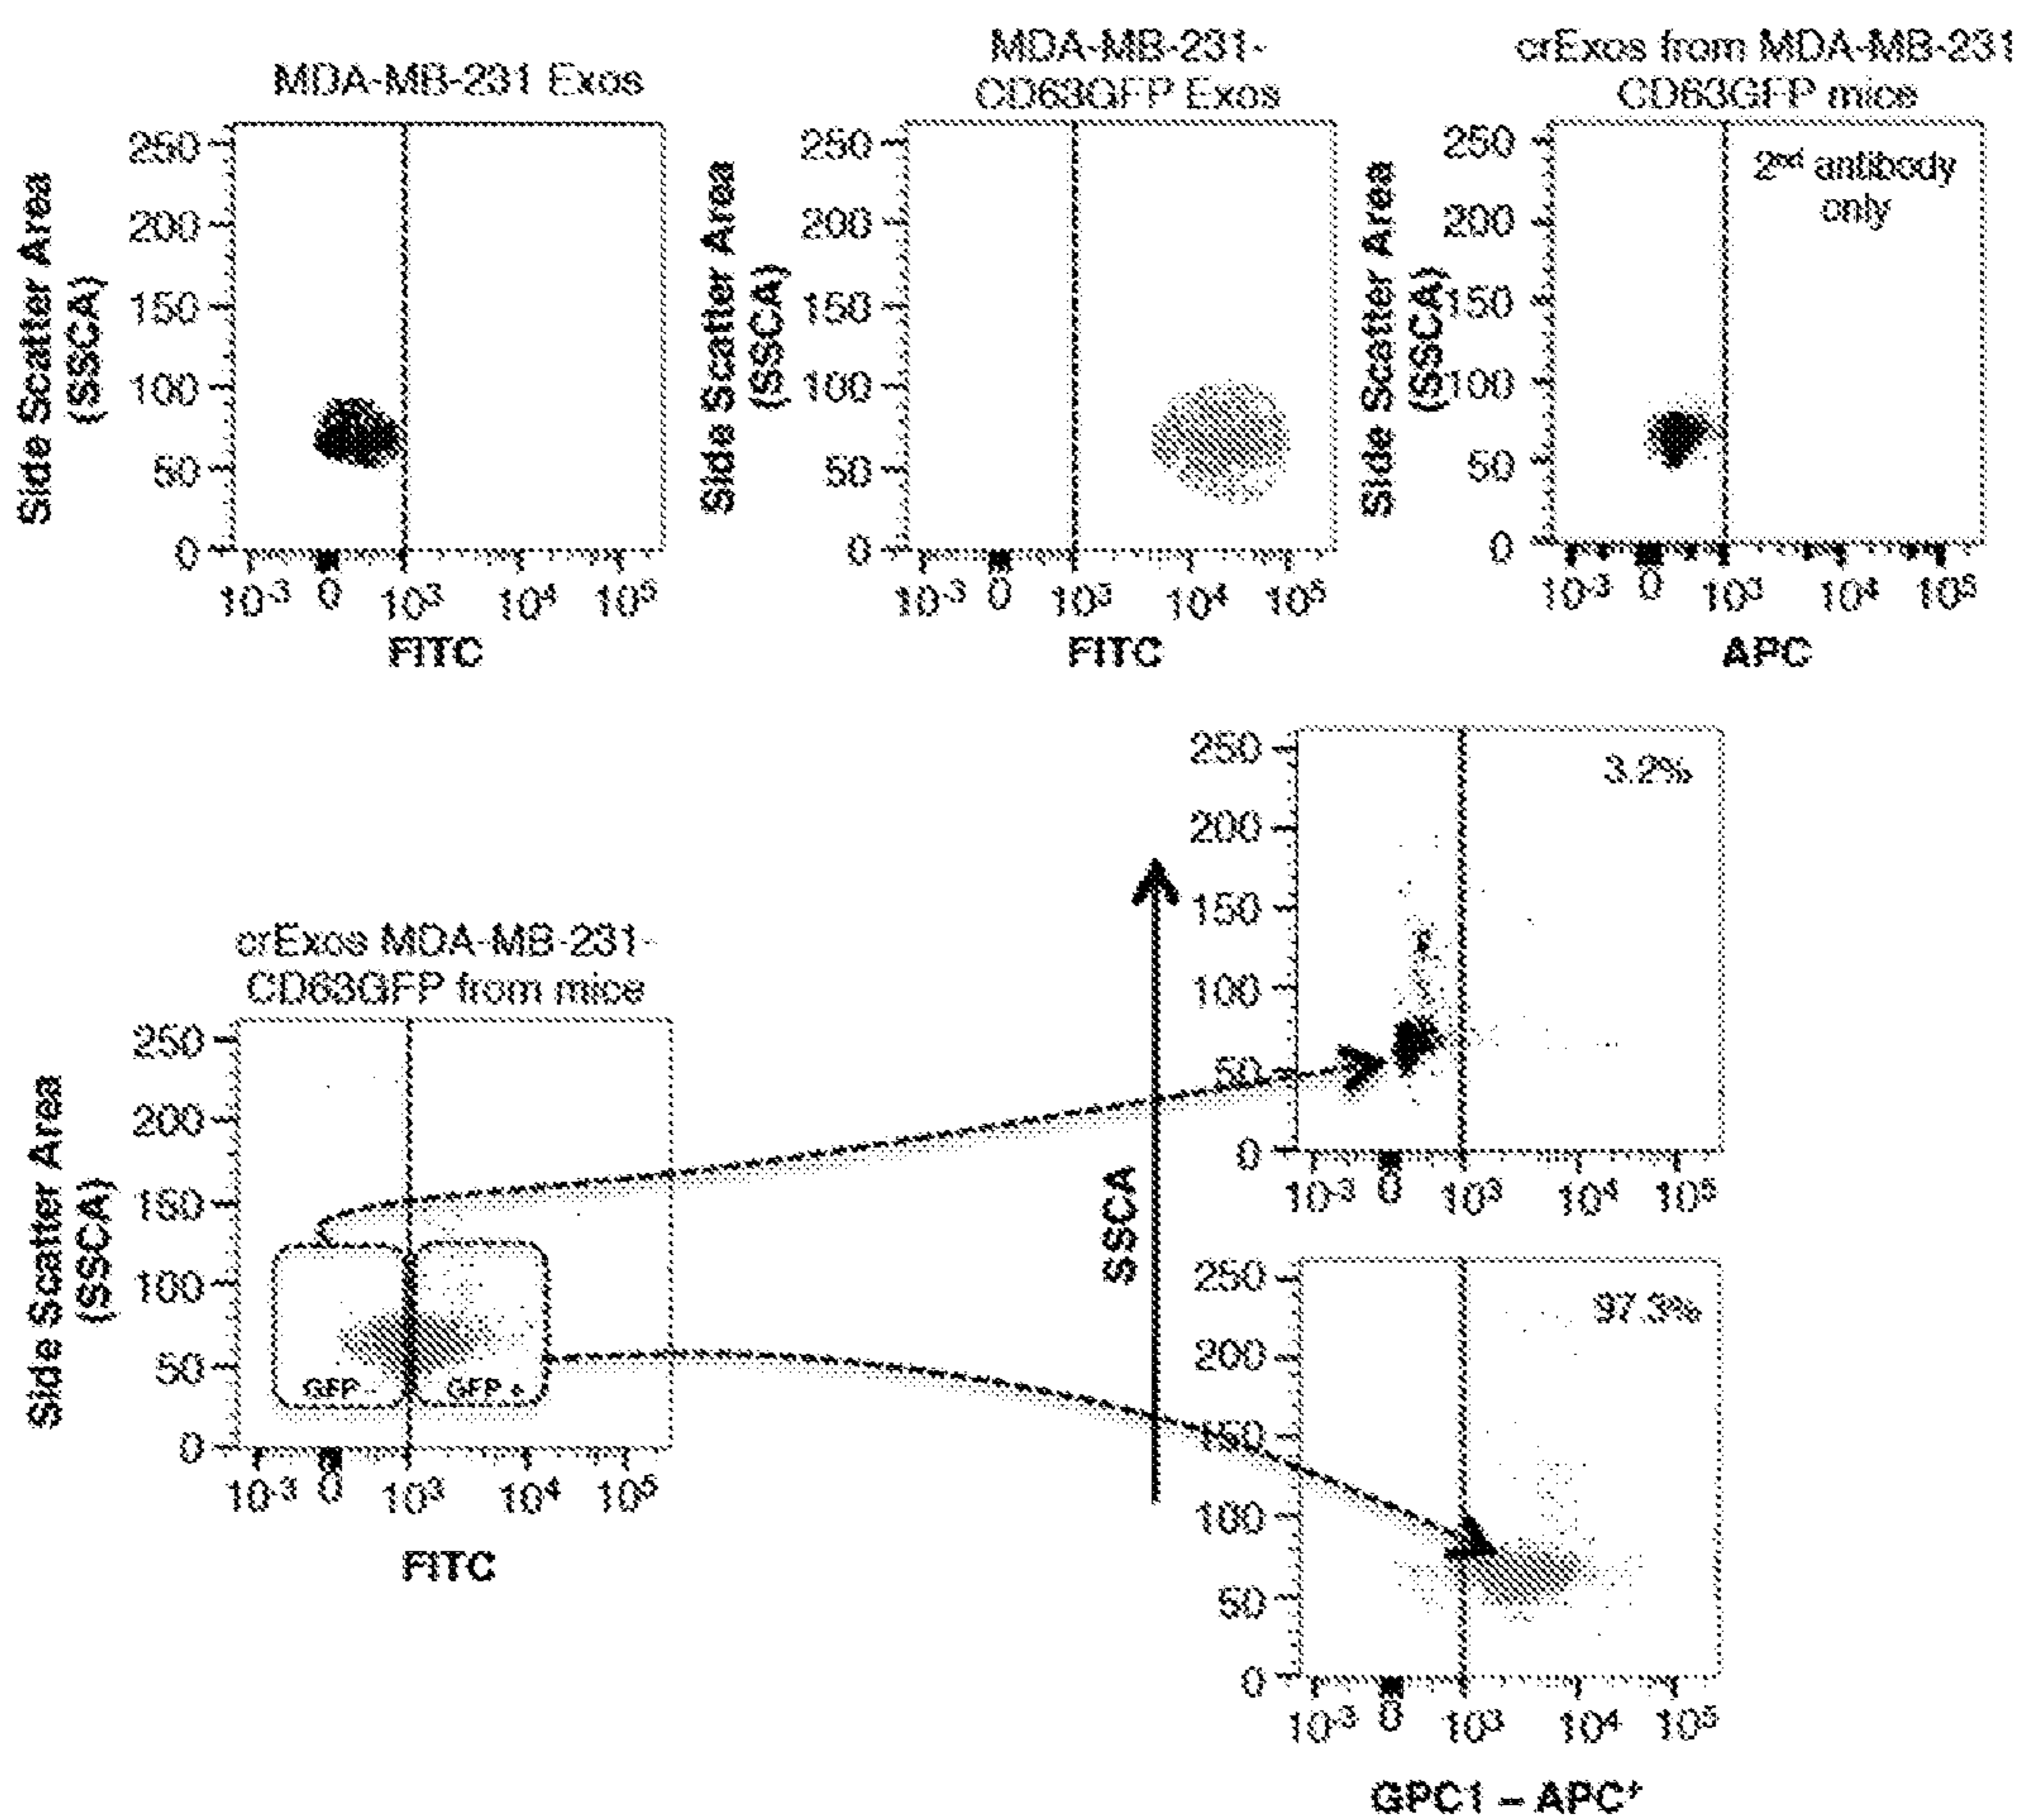 MDA-MB-231 Exos
250
200
150
100
50
0
Side Scatter Area
(SSCA)
10-3 0 103 104 105
FITC
MDA-MB-231-
CD63GFP Exos
250
200
150
100
50
0
Side Scatter Area
(SSCA)
10-3 0 103 104 105
FITC
crExos from MDA-MB-231
CD63GFP mice
2nd antibody
only
250
200
150
100
50
0
Side Scatter Area
(SSCA)
10-3 0 103 104 105
APC
crExos MDA-MB-231-
CD63GFP from mice
250
200
150
100
50
0
Side Scatter Area
(SSCA)
GFP -
GFP +
10-3 0 103 104 105
FITC
SSCA
3.2%
250
200
150
100
50
0
10-3 0 103 104 105
97.3%
250
200
150
100
50
0
10-3 0 103 104 105
GPC1 – APC+